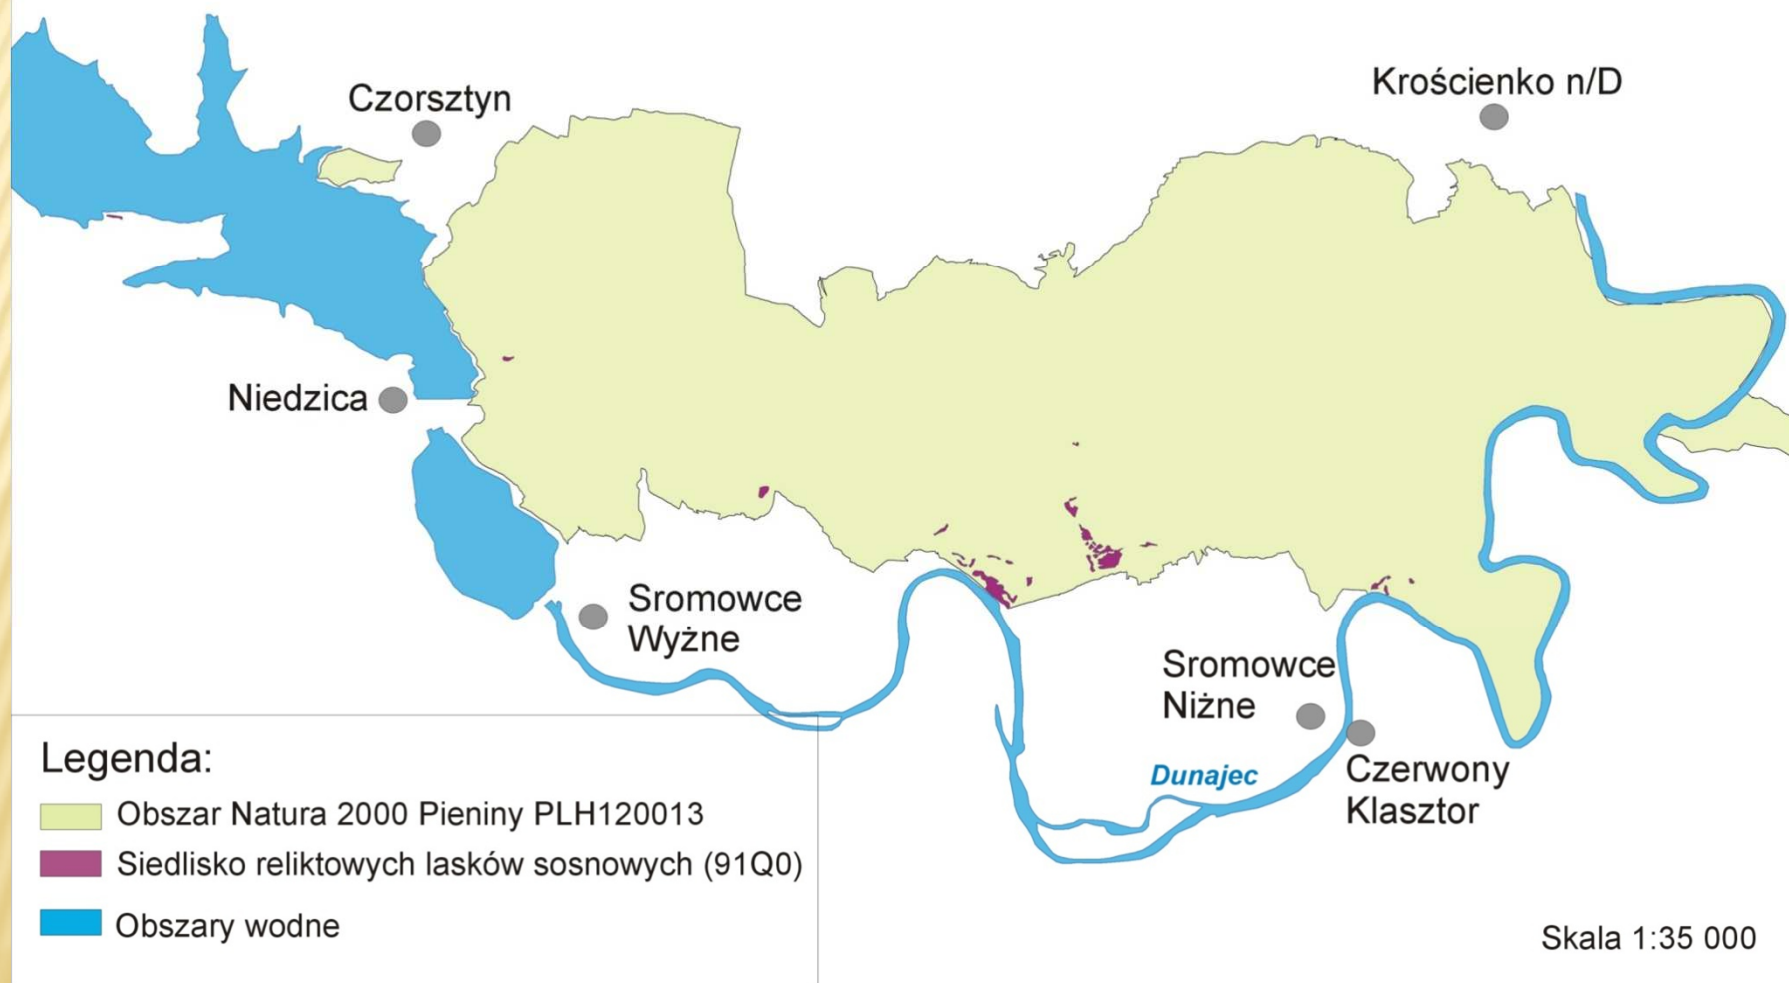 Czorsztyn
Krościenko n/D
Niedzica
Sromowce
Wyżne
Sromowce
Niżne
Dunajec
Czerwony
Klasztor
Legenda:
Obszar Natura 2000 Pieniny PLH120013
Siedlisko reliktowych lasków sosnowych (91Q0)
Obszary wodne
Skala 1:35 000